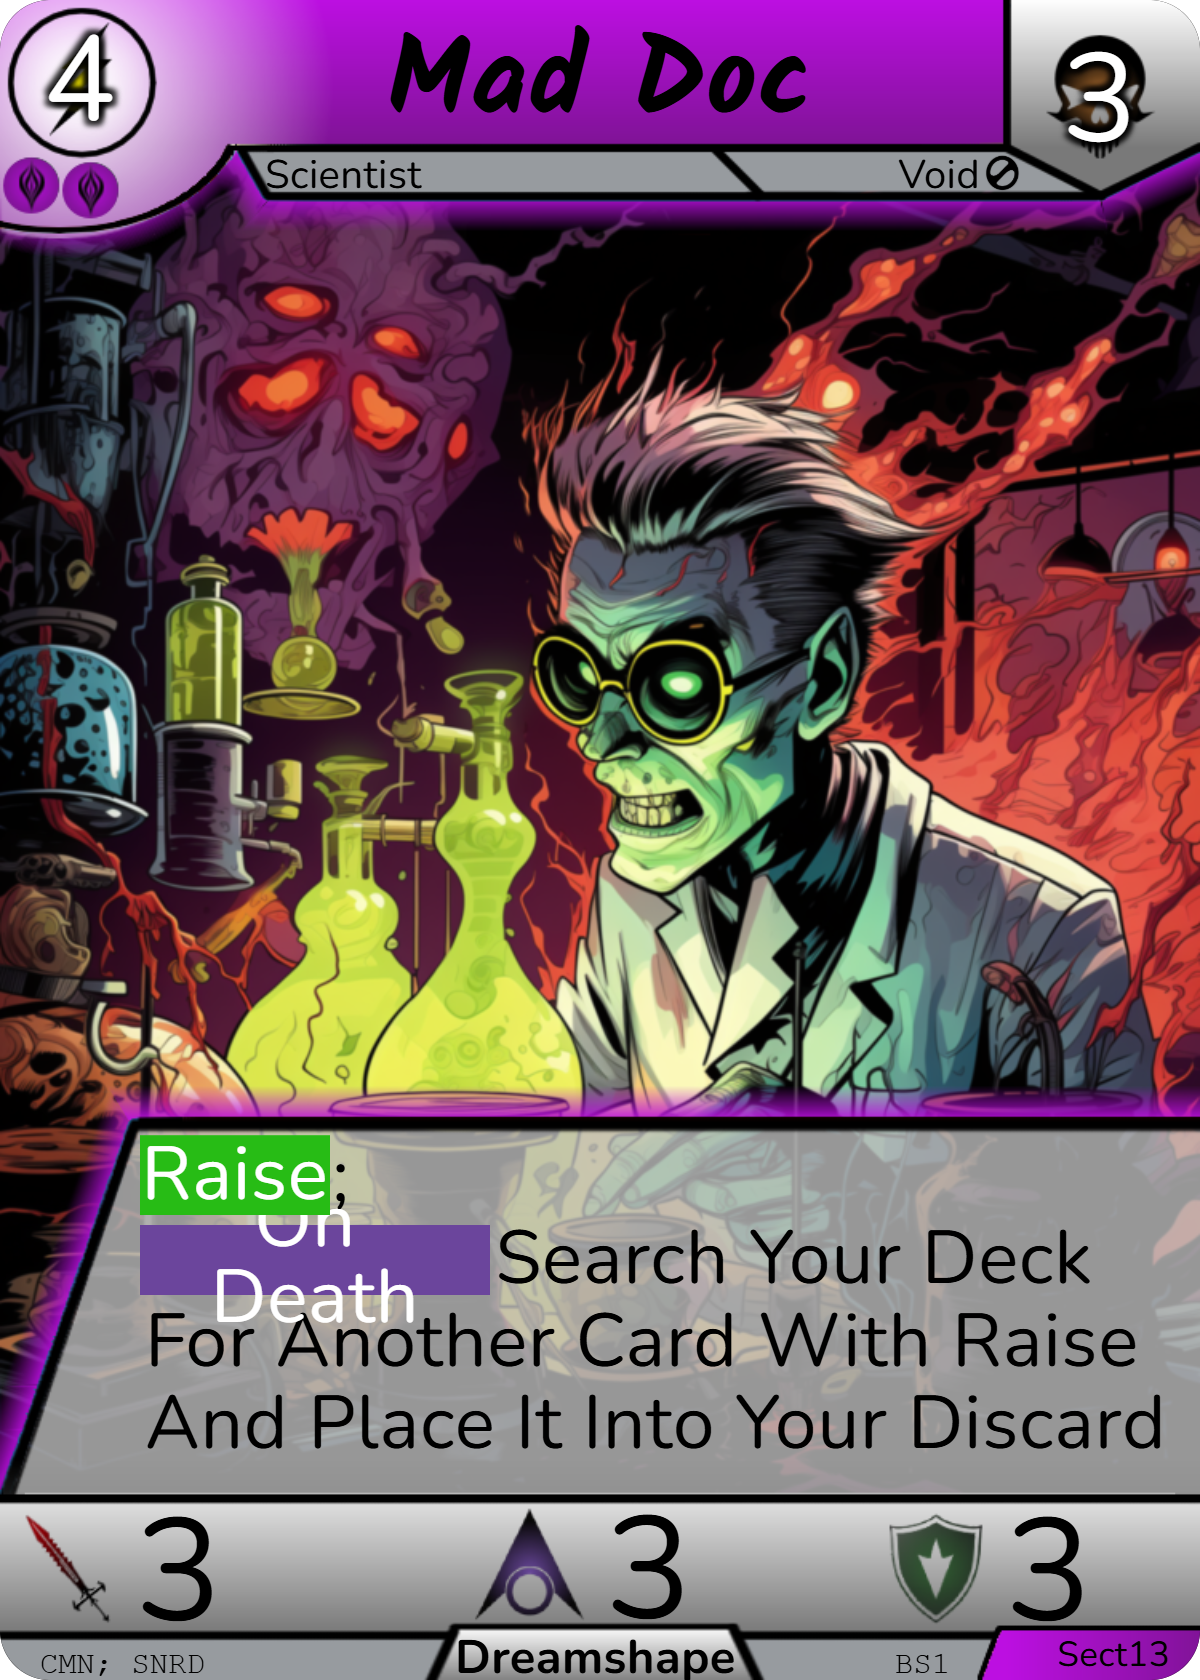 4
Mad Doc
3
Scientist
Void
Raise;
On
Death
Search Your Deck
For Another Card With Raise
And Place It Into Your Discard
3
3
3
CMN; SNRD
Dreamshape
BS1
Sect13